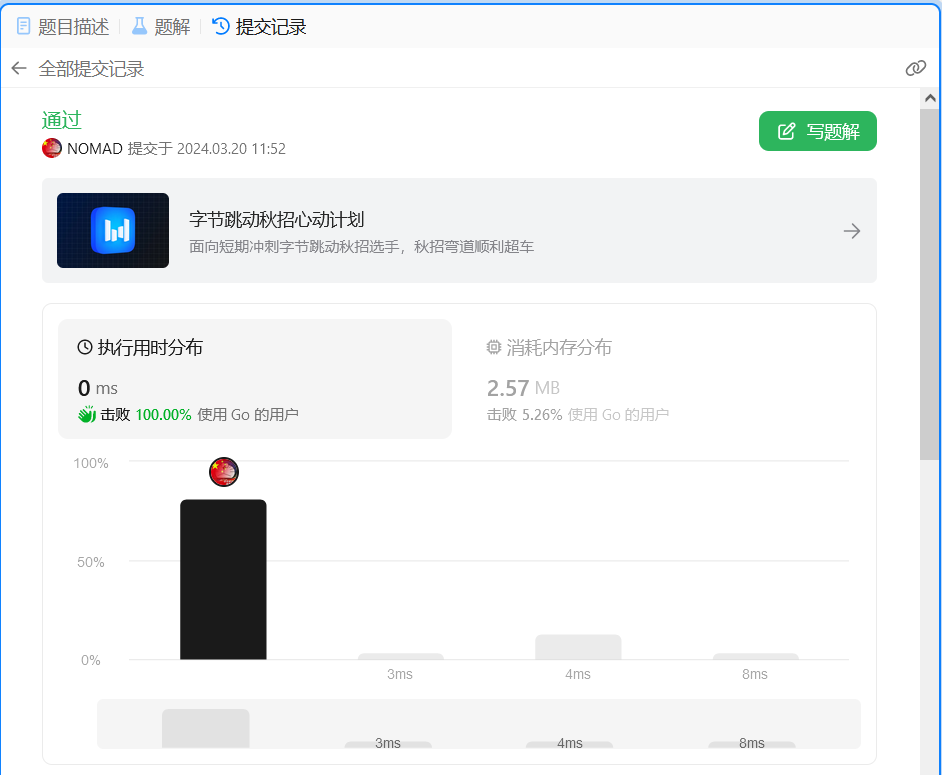 题目描述 题解 提交记录
全部提交记录
通过
写题解
NOMAD 提交于 2024.03.20 11:52
字节跳动秋招心动计划
面向短期冲刺字节跳动秋招选手，秋招弯道顺利超车
执行用时分布
0 ms
击败 100.00% 使用 Go 的用户
消耗内存分布
2.57 MB
击败 5.26% 使用 Go 的用户
100%
50%
0%
3ms 4ms 8ms
3ms 4ms 8ms